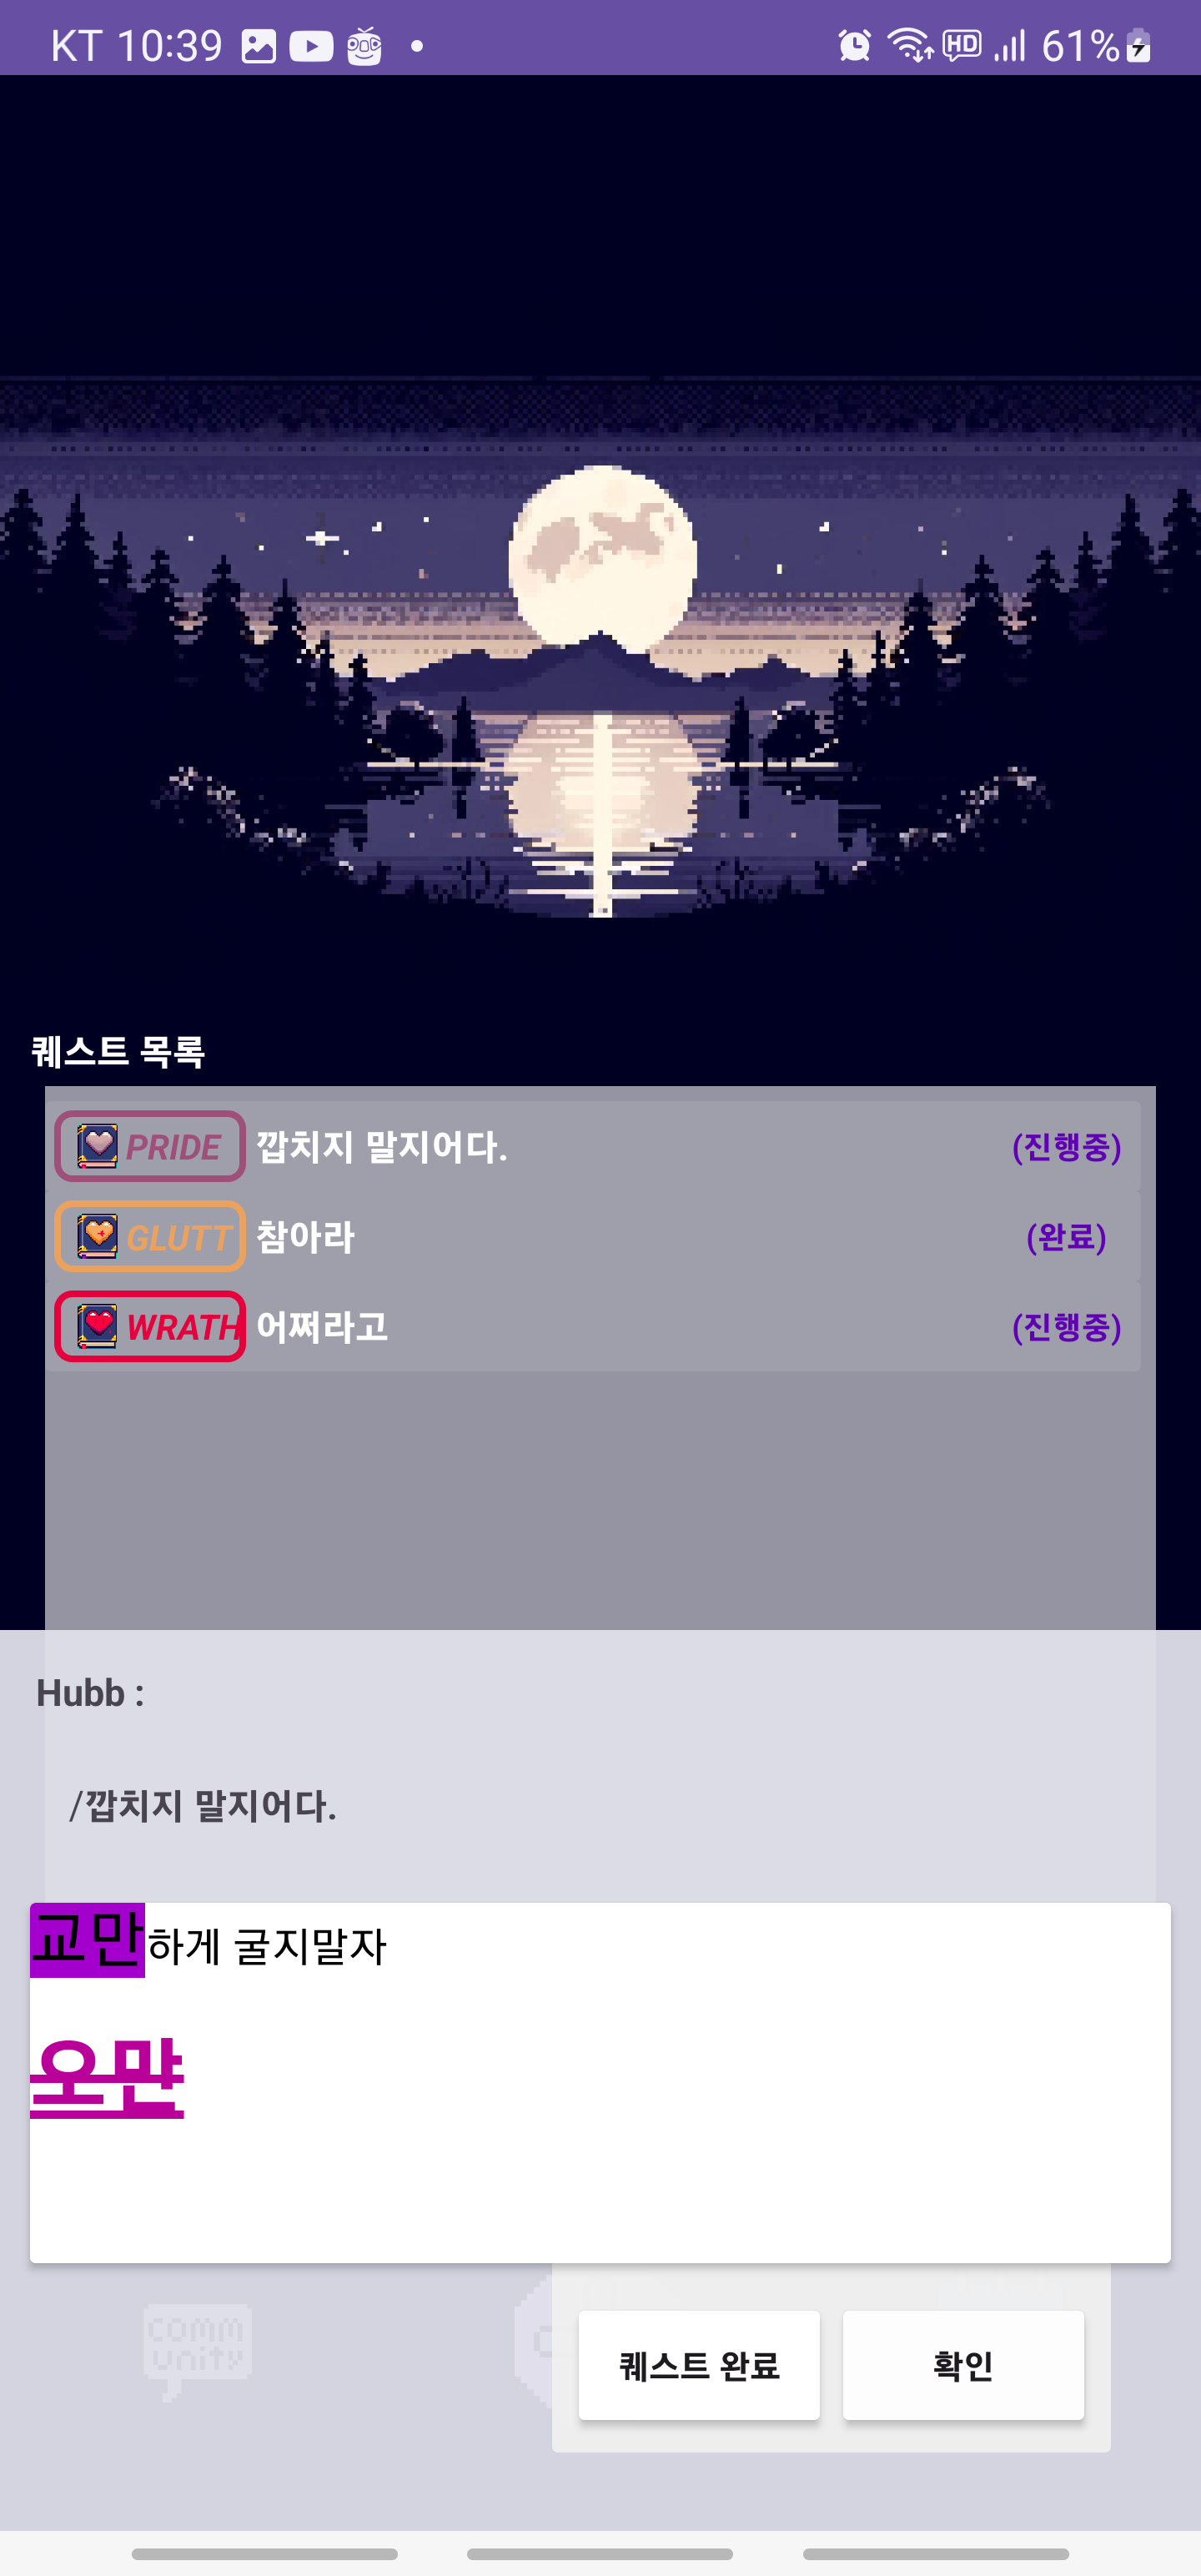 KT 10:39 HD 61%
퀘스트 목록
PRIDE 깝치지 말지어다. (진행중)
GLUTT 참아라 (완료)
WRATH 어쩌라고 (진행중)
Hubb :
/깝치지 말지어다.
교만하게 굴지말자
오만
comm
unity
퀘스트 완료 확인